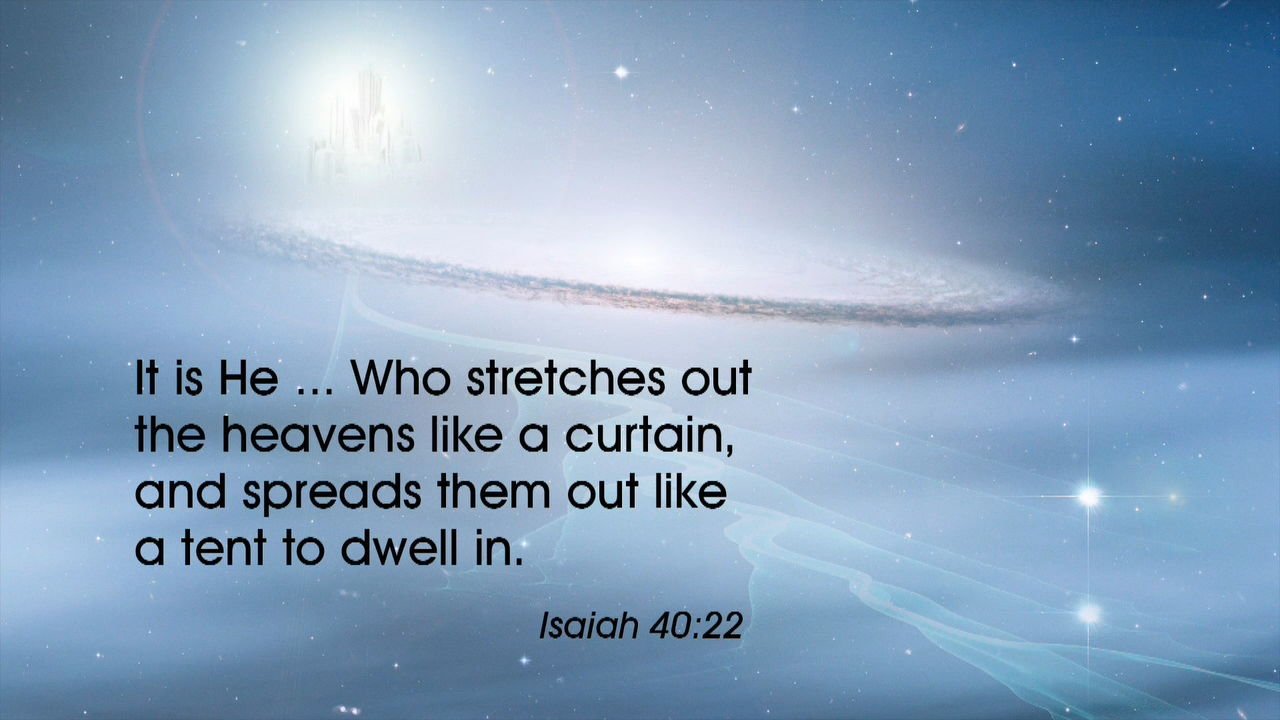 It is He ... Who stretches out
the heavens like a curtain,
and spreads them out like
a tent to dwell in.
Isaiah 40:22